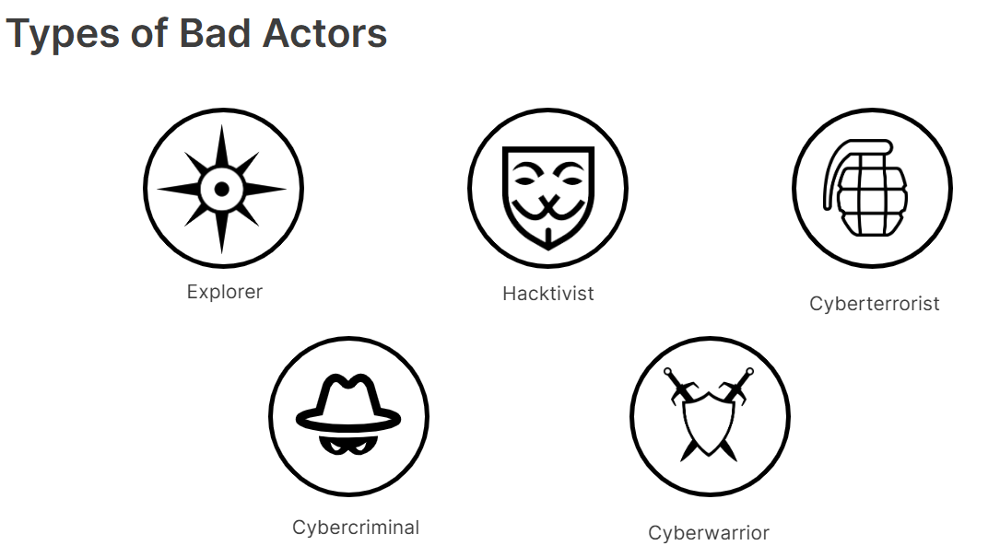 Types of Bad Actors
Explorer
Hacktivist
Cyberterrorist
Cybercriminal
Cyberwarrior